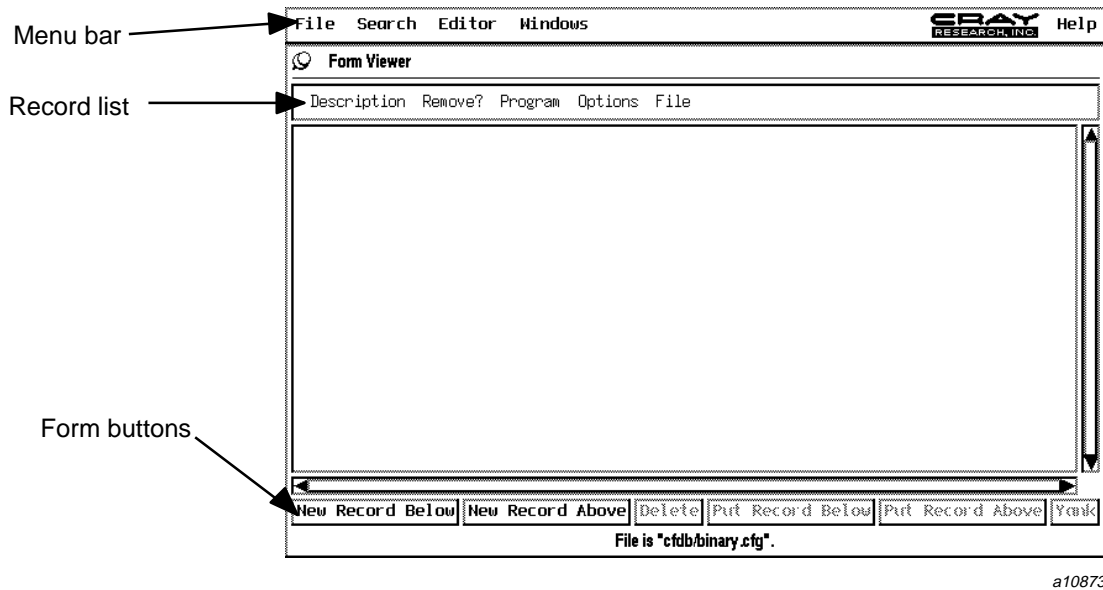 Menu bar
File Search Editor Windows CRAY RESEARCH, INC. Help
Form Viewer
Record list
Description Remove? Program Options File
Form buttons
New Record Below New Record Above Delete Put Record Below Put Record Above Yank
File is "cfdb/binary.cfg".
a10873